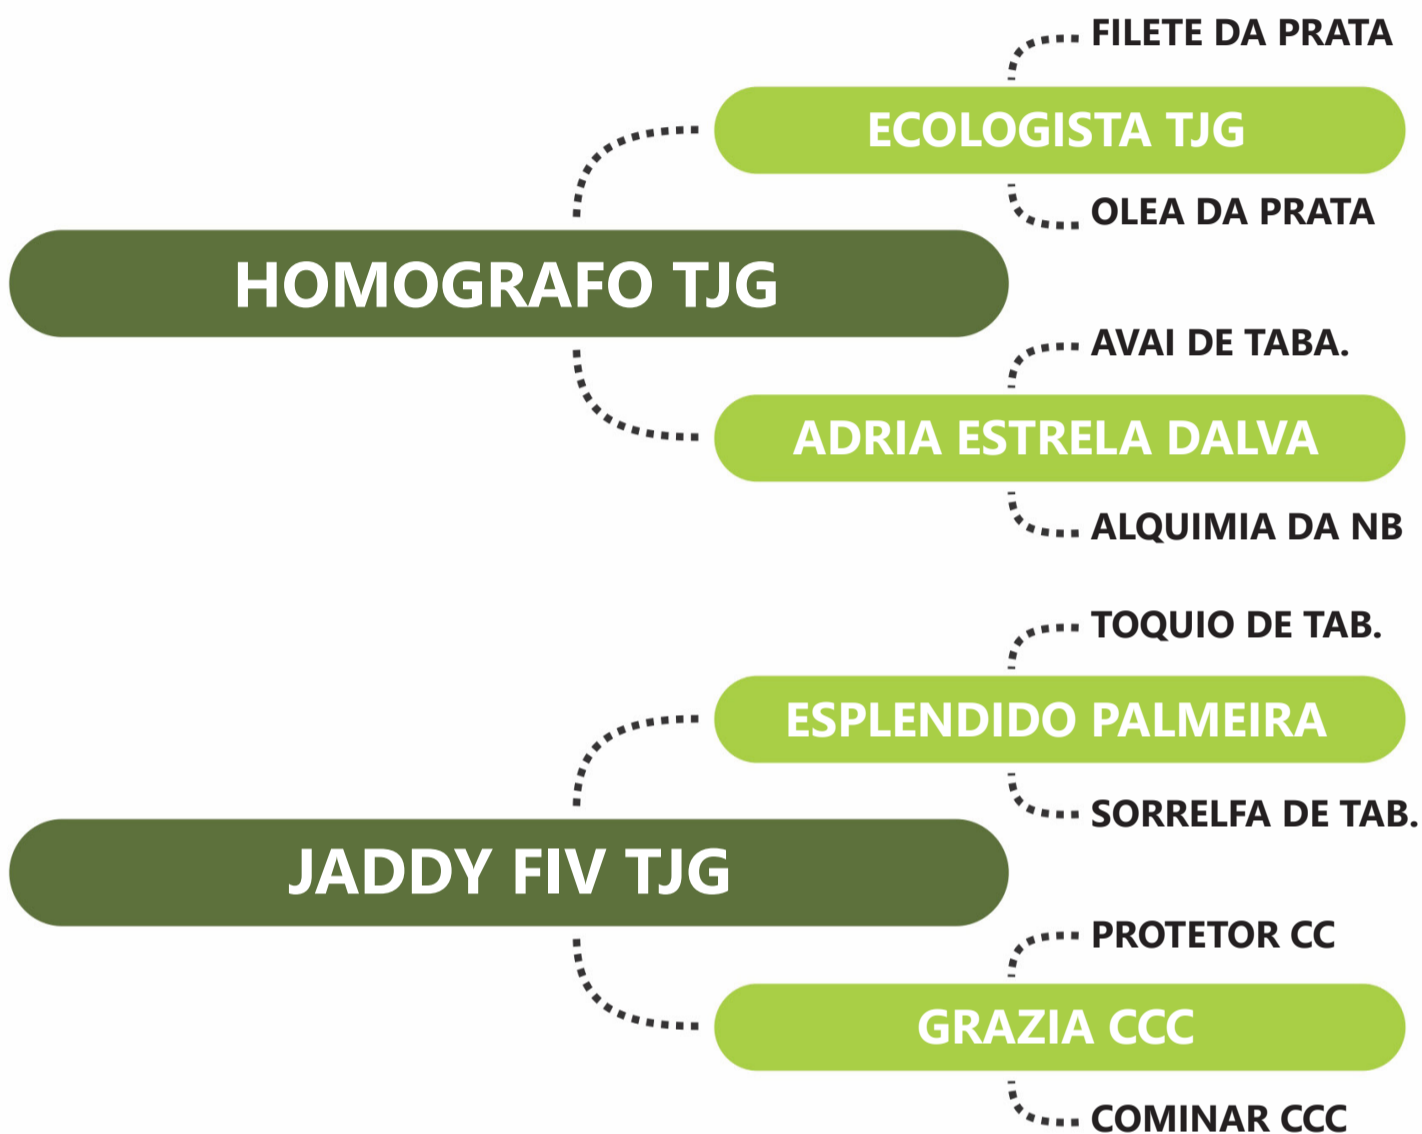 FILETE DA PRATA
ECOLOGISTA TJG
OLEA DA PRATA
HOMOGRAFO TJG
AVAI DE TABA.
ADRIA ESTRELA DALVA
ALQUIMIA DA NB
TOQUIO DE TAB.
ESPLENDIDO PALMEIRA
SORRELFA DE TAB.
JADDY FIV TJG
PROTETOR CC
GRAZIA CCC
COMINAR CCC